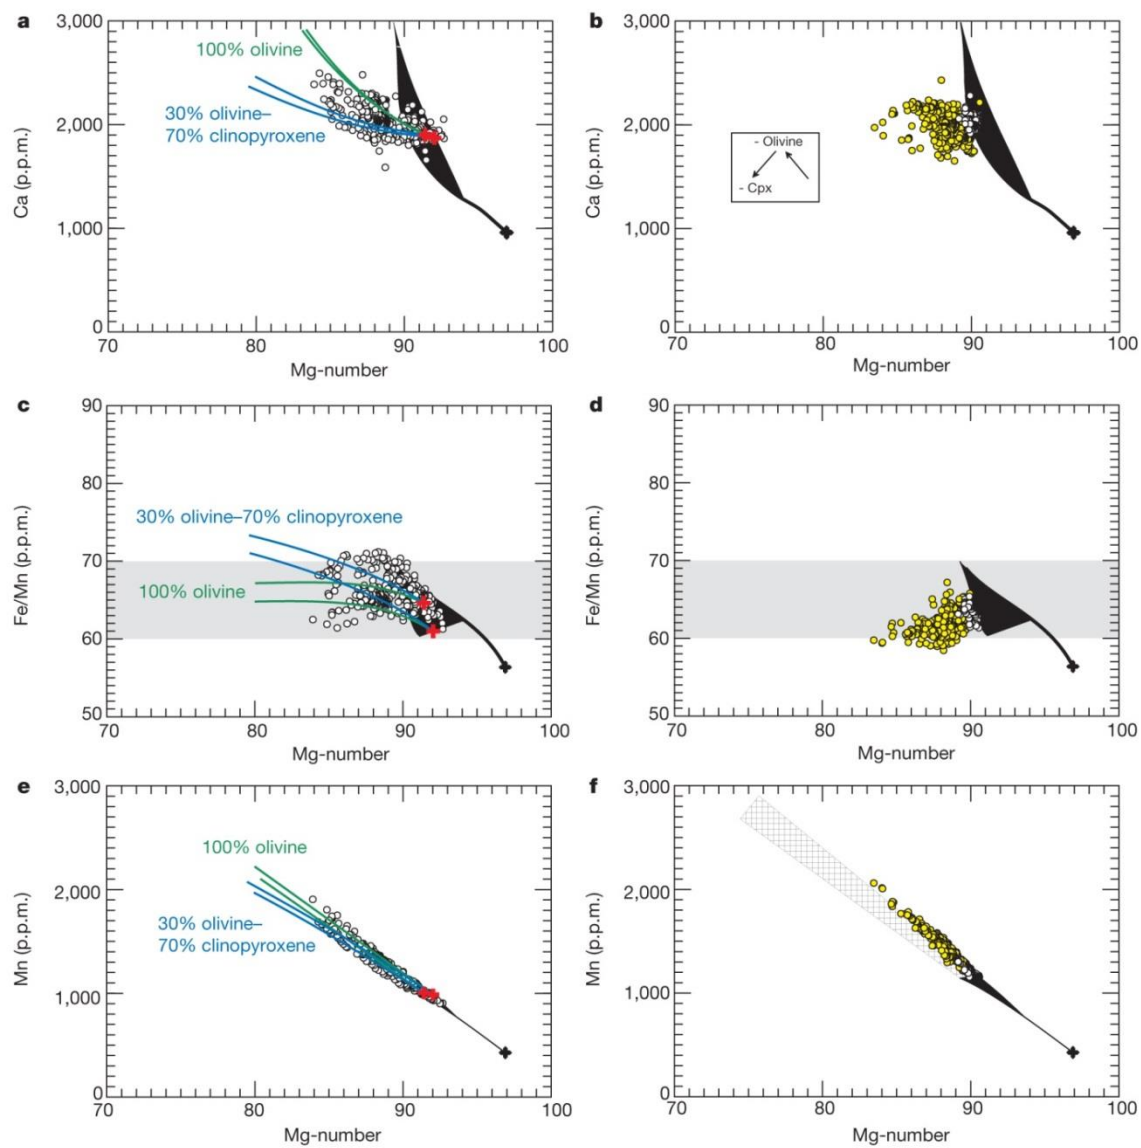 a
3,000
2,000
1,000
0
70
80
90
100
Ca (p.p.m.)
Mg-number
100% olivine
30% olivine–
70% clinopyroxene
b
3,000
2,000
1,000
0
70
80
90
100
Ca (p.p.m.)
Mg-number
- Olivine
- Cpx
c
90
80
70
60
50
70
80
90
100
Fe/Mn (p.p.m.)
Mg-number
30% olivine–70% clinopyroxene
100% olivine
d
90
80
70
60
50
70
80
90
100
Fe/Mn (p.p.m.)
Mg-number
e
3,000
2,000
1,000
0
70
80
90
100
Mn (p.p.m.)
Mg-number
100% olivine
30% olivine–
70% clinopyroxene
f
3,000
2,000
1,000
0
70
80
90
100
Mn (p.p.m.)
Mg-number